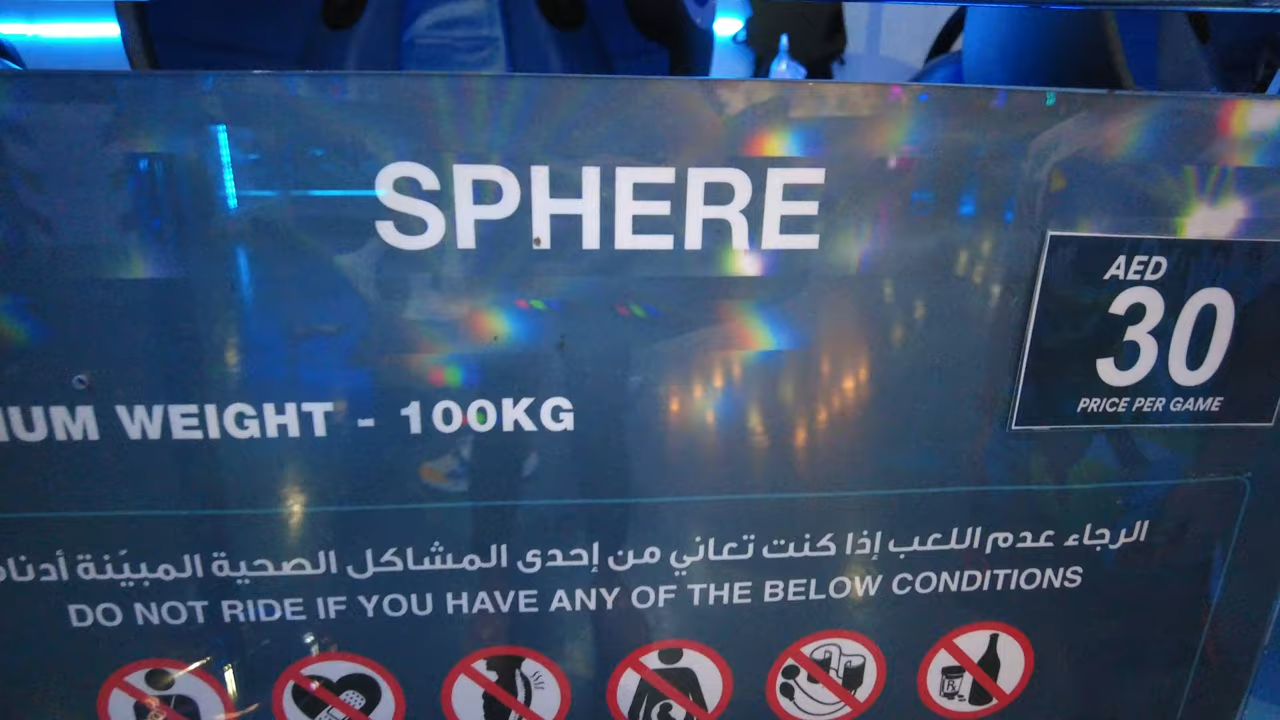 SPHERE
AED
30
PRICE PER GAME
WEIGHT - 100KG
الرجاء عدم اللعب إذا كنت تعاني من إحدى المشاكل الصحية المبيّنة
DO NOT RIDE IF YOU HAVE ANY OF THE BELOW CONDITIONS